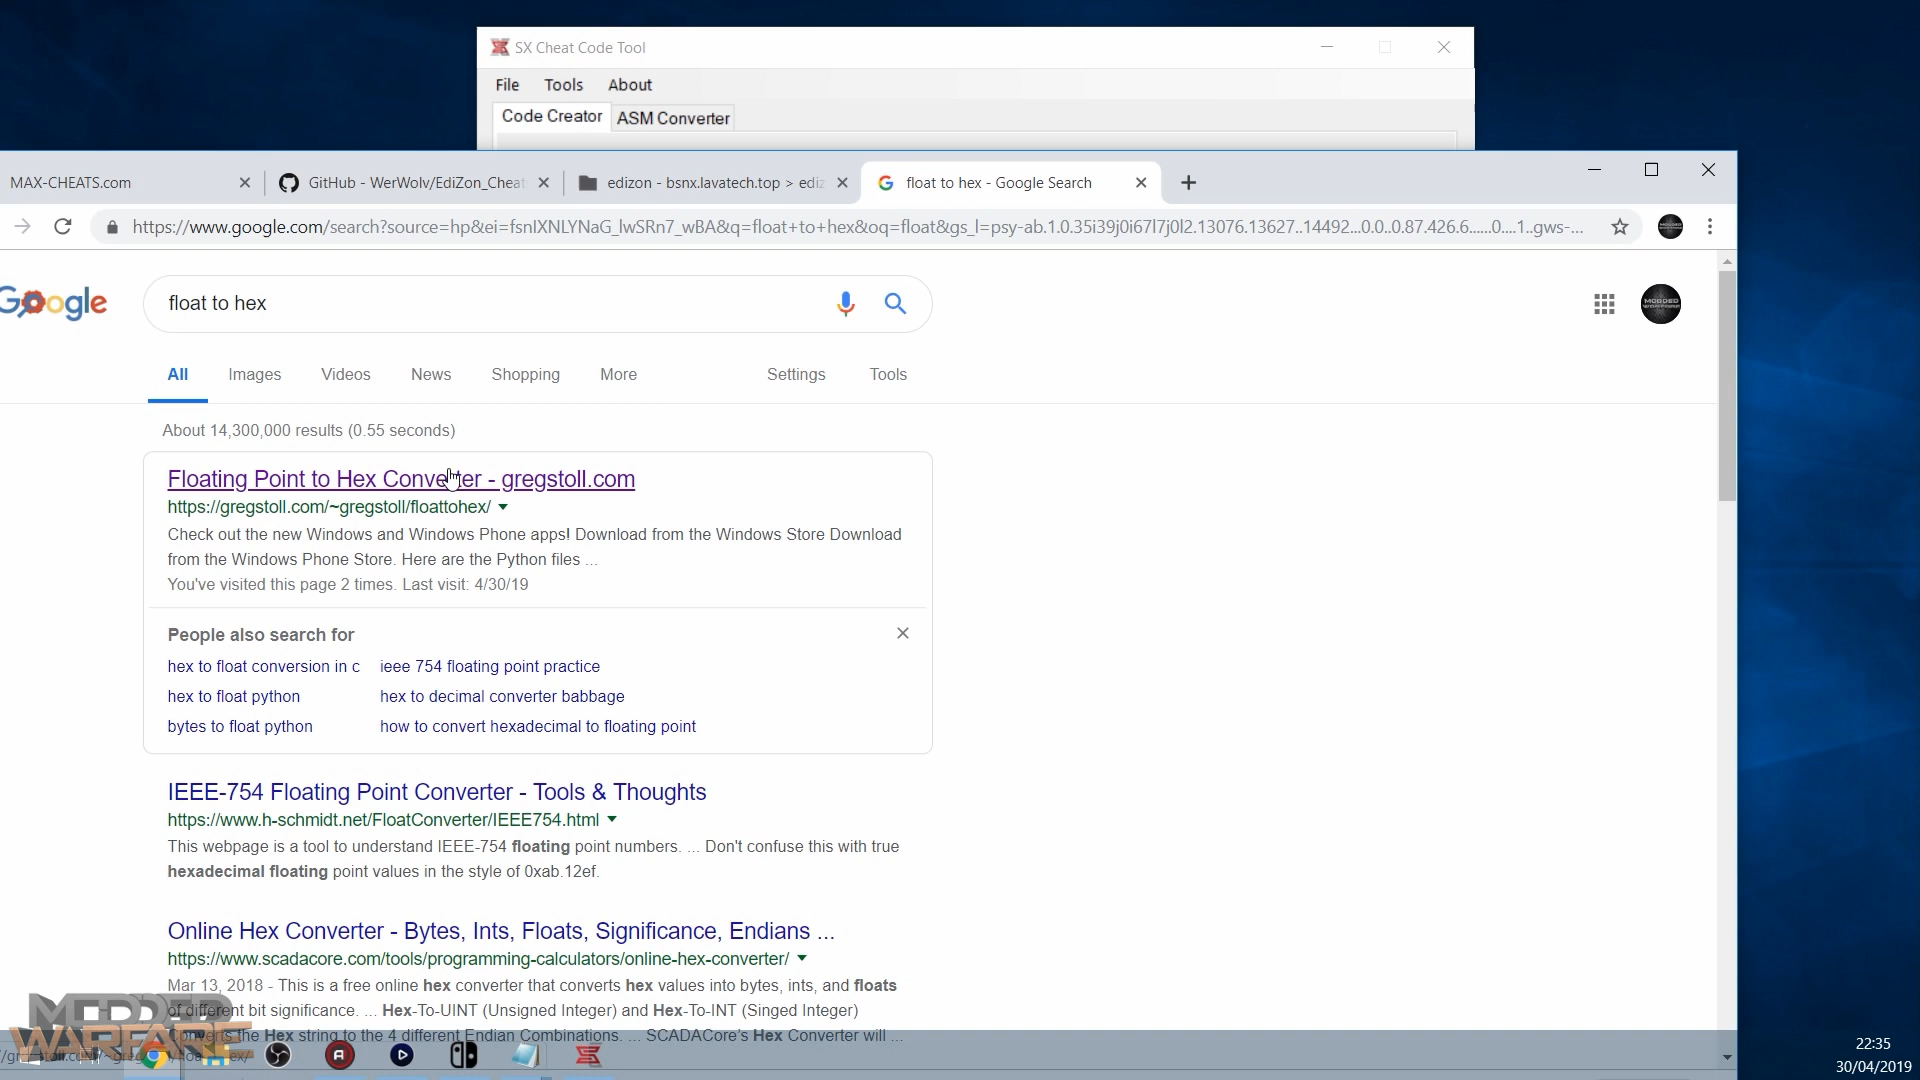 SX Cheat Code Tool
File Tools About
Code Creator ASM Converter
MAX-CHEATS.com GitHub - WerWolv/EdiZon_Cheat edizon - bsnx.lavatech.top > ediz float to hex - Google Search
https://www.google.com/search?source=hp&ei=fsnIXNLYNaG_lwSRn7_wBA&q=float+to+hex&oq=float&gs_l=psy-ab.1.0.35i39j0i67l7j0l2.13076.13627..14492...0.0..0.87.426.6......0....1..gws-...
Google float to hex
MODDED
All Images Videos News Shopping More Settings Tools
About 14,300,000 results (0.55 seconds)
Floating Point to Hex Converter - gregstoll.com
https://gregstoll.com/~gregstoll/floattohex/
Check out the new Windows and Windows Phone apps! Download from the Windows Store Download
from the Windows Phone Store. Here are the Python files ...
You've visited this page 2 times. Last visit: 4/30/19
People also search for
hex to float conversion in c ieee 754 floating point practice
hex to float python hex to decimal converter babbage
bytes to float python how to convert hexadecimal to floating point
IEEE-754 Floating Point Converter - Tools & Thoughts
https://www.h-schmidt.net/FloatConverter/IEEE754.html
This webpage is a tool to understand IEEE-754 floating point numbers. ... Don't confuse this with true
hexadecimal floating point values in the style of 0xab.12ef.
Online Hex Converter - Bytes, Ints, Floats, Significance, Endians ...
https://www.scadacore.com/tools/programming-calculators/online-hex-converter/
Mar 13, 2018 - This is a free online hex converter that converts hex values into bytes, ints, and floats
of different bit significance. ... Hex-To-UINT (Unsigned Integer) and Hex-To-INT (Singed Integer)
Converts the Hex string to the 4 different Endian Combinations. ... SCADACore's Hex Converter will ...
WARFARE
22:35
30/04/2019